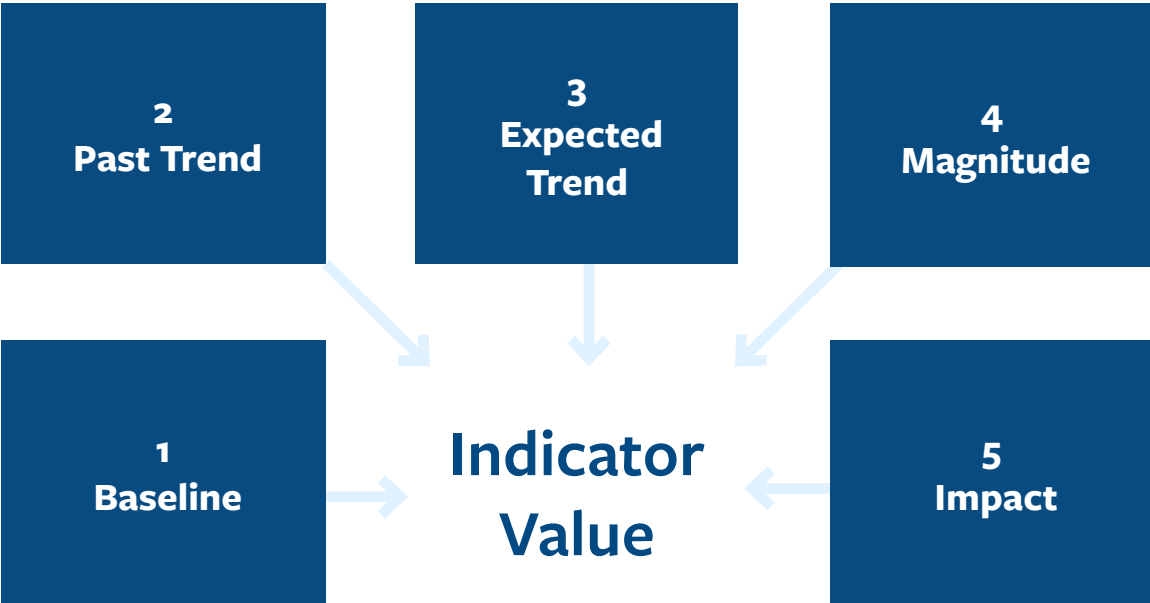 2
Past Trend
3
Expected
Trend
4
Magnitude
1
Baseline
Indicator
Value
5
Impact